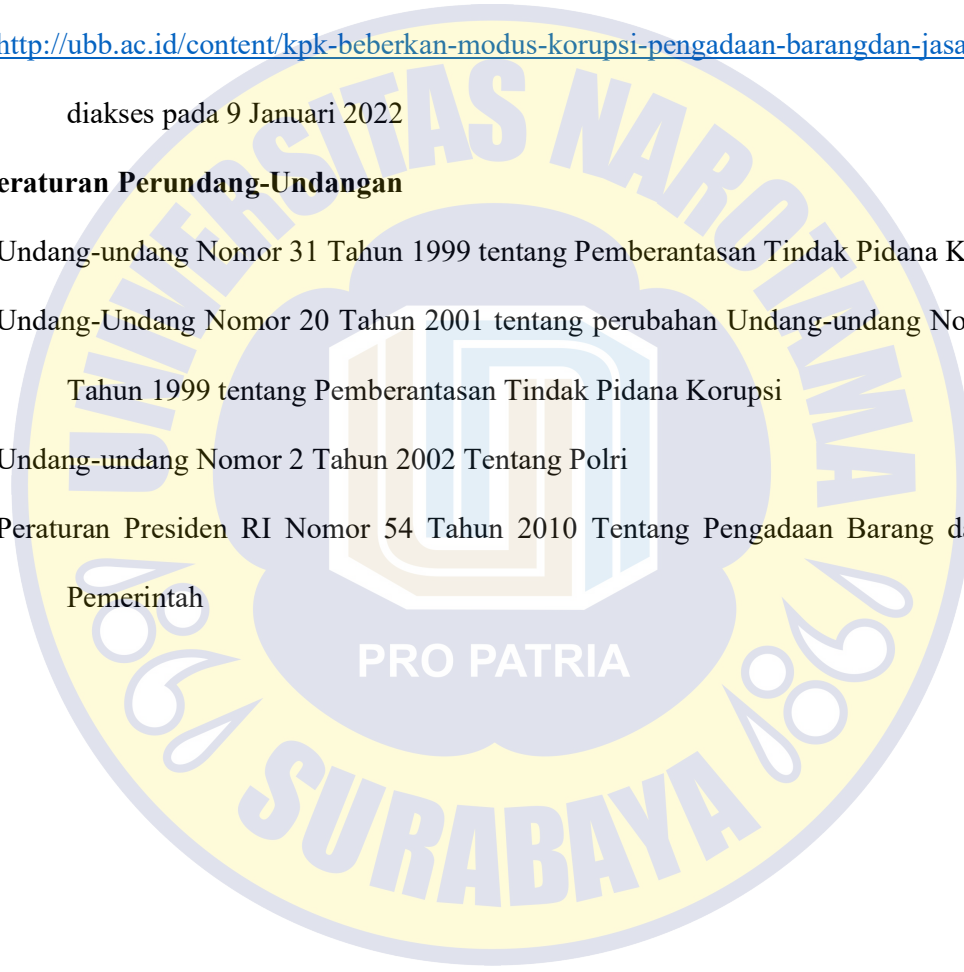 http://ubb.ac.id/content/kpk-beberkan-modus-korupsi-pengadaan-barangdan-jasa
diakses pada 9 Januari 2022
eraturan Perundang-Undangan
Undang-undang Nomor 31 Tahun 1999 tentang Pemberantasan Tindak Pidana K
Undang-Undang Nomor 20 Tahun 2001 tentang perubahan Undang-undang No
Tahun 1999 tentang Pemberantasan Tindak Pidana Korupsi
Undang-undang Nomor 2 Tahun 2002 Tentang Polri
Peraturan Presiden RI Nomor 54 Tahun 2010 Tentang Pengadaan Barang da
Pemerintah
UNIVERSITAS NAROTAMA
PRO PATRIA
1981
1981
SURABAYA